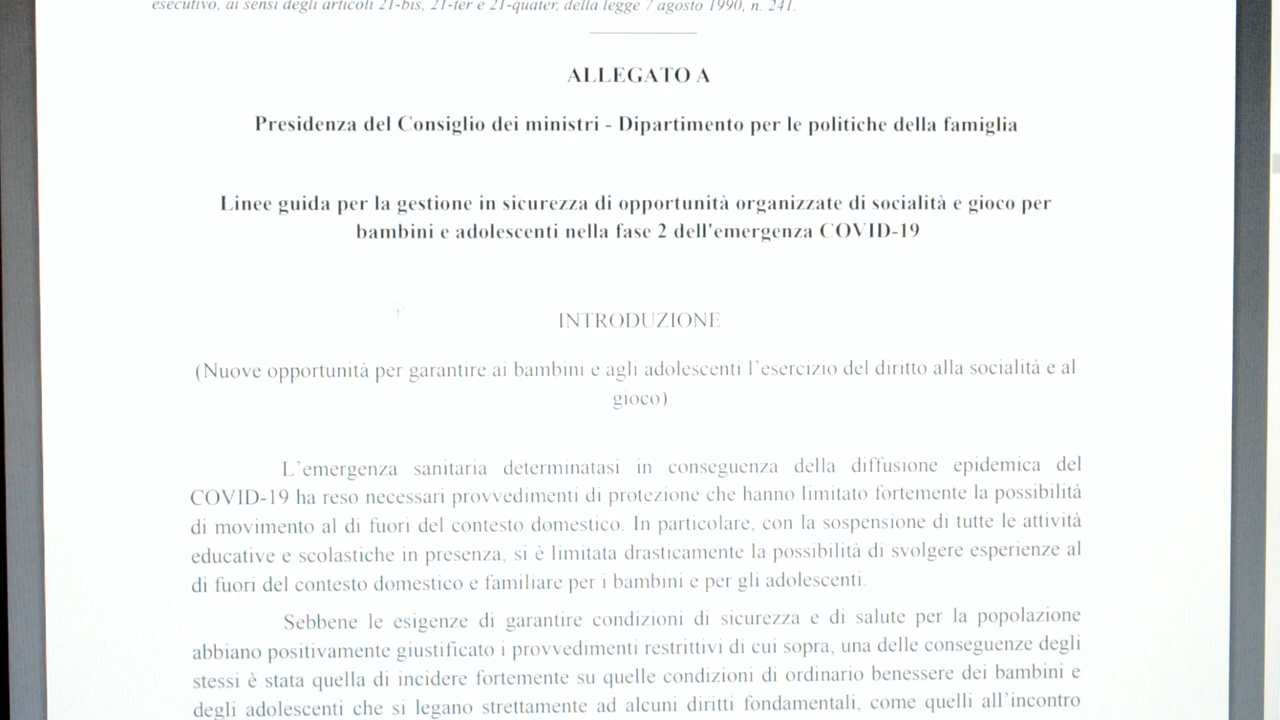 esecutivo, ai sensi degli articoli 21-bis, 21-ter e 21-quater, della legge 7 agosto 1990, n. 241.
ALLEGATO A
Presidenza del Consiglio dei ministri - Dipartimento per le politiche della famiglia
Linee guida per la gestione in sicurezza di opportunità organizzate di socialità e gioco per
bambini e adolescenti nella fase 2 dell'emergenza COVID-19
INTRODUZIONE
(Nuove opportunità per garantire ai bambini e agli adolescenti l’esercizio del diritto alla socialità e al
gioco)
L’emergenza sanitaria determinatasi in conseguenza della diffusione epidemica del
COVID-19 ha reso necessari provvedimenti di protezione che hanno limitato fortemente la possibilità
di movimento al di fuori del contesto domestico. In particolare, con la sospensione di tutte le attività
educative e scolastiche in presenza, si è limitata drasticamente la possibilità di svolgere esperienze al
di fuori del contesto domestico e familiare per i bambini e per gli adolescenti.
Sebbene le esigenze di garantire condizioni di sicurezza e di salute per la popolazione
abbiano positivamente giustificato i provvedimenti restrittivi di cui sopra, una delle conseguenze degli
stessi è stata quella di incidere fortemente su quelle condizioni di ordinario benessere dei bambini e
degli adolescenti che si legano strettamente ad alcuni diritti fondamentali, come quelli all’incontro